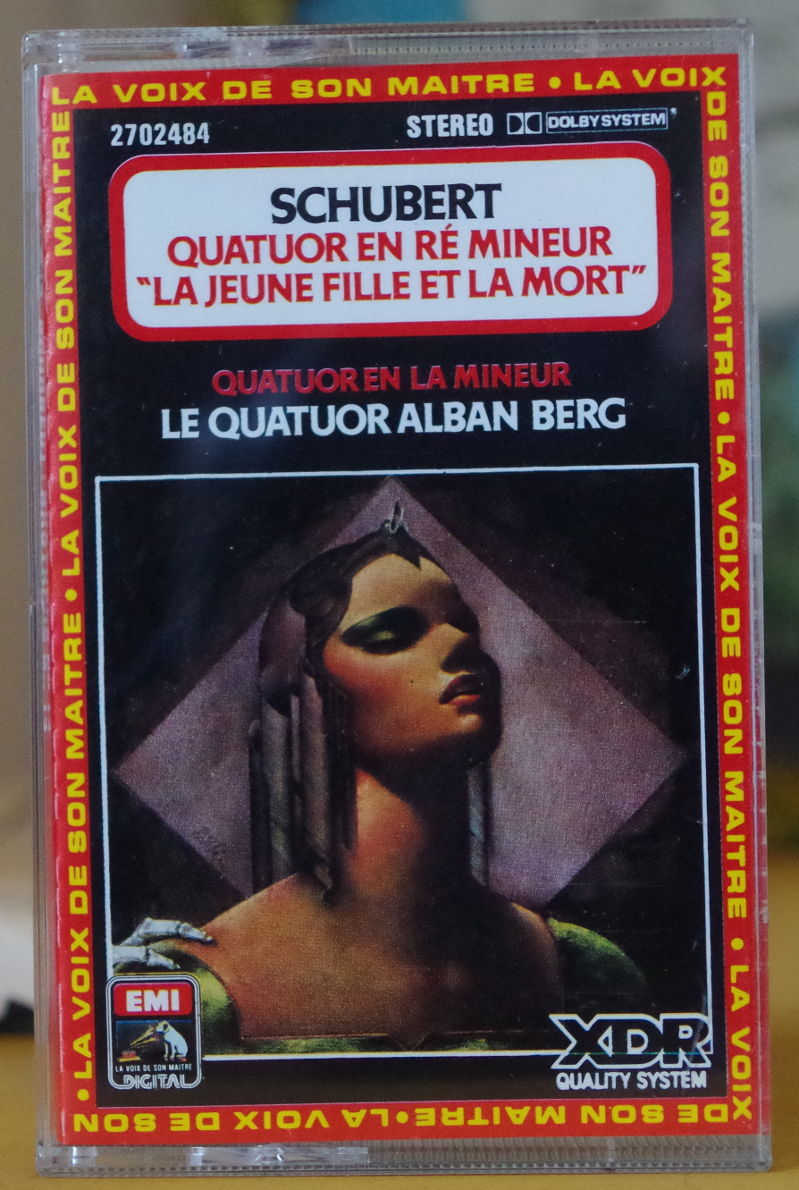 LA VOIX DE SON MAITRE • LA VOIX
DE SON MAITRE • LA VOIX DE SON MAITRE • LA VOIX
DE SON MAITRE • LA VOIX DE SON
• LA VOIX DE SON MAITRE • LA VOIX DE SON MAITRE
2702484
STEREO DOLBY SYSTEM
SCHUBERT
QUATUOR EN RÉ MINEUR
"LA JEUNE FILLE ET LA MORT"
QUATUOR EN LA MINEUR
LE QUATUOR ALBAN BERG
EMI
LA VOIX DE SON MAITRE
DIGITAL
XDR
QUALITY SYSTEM